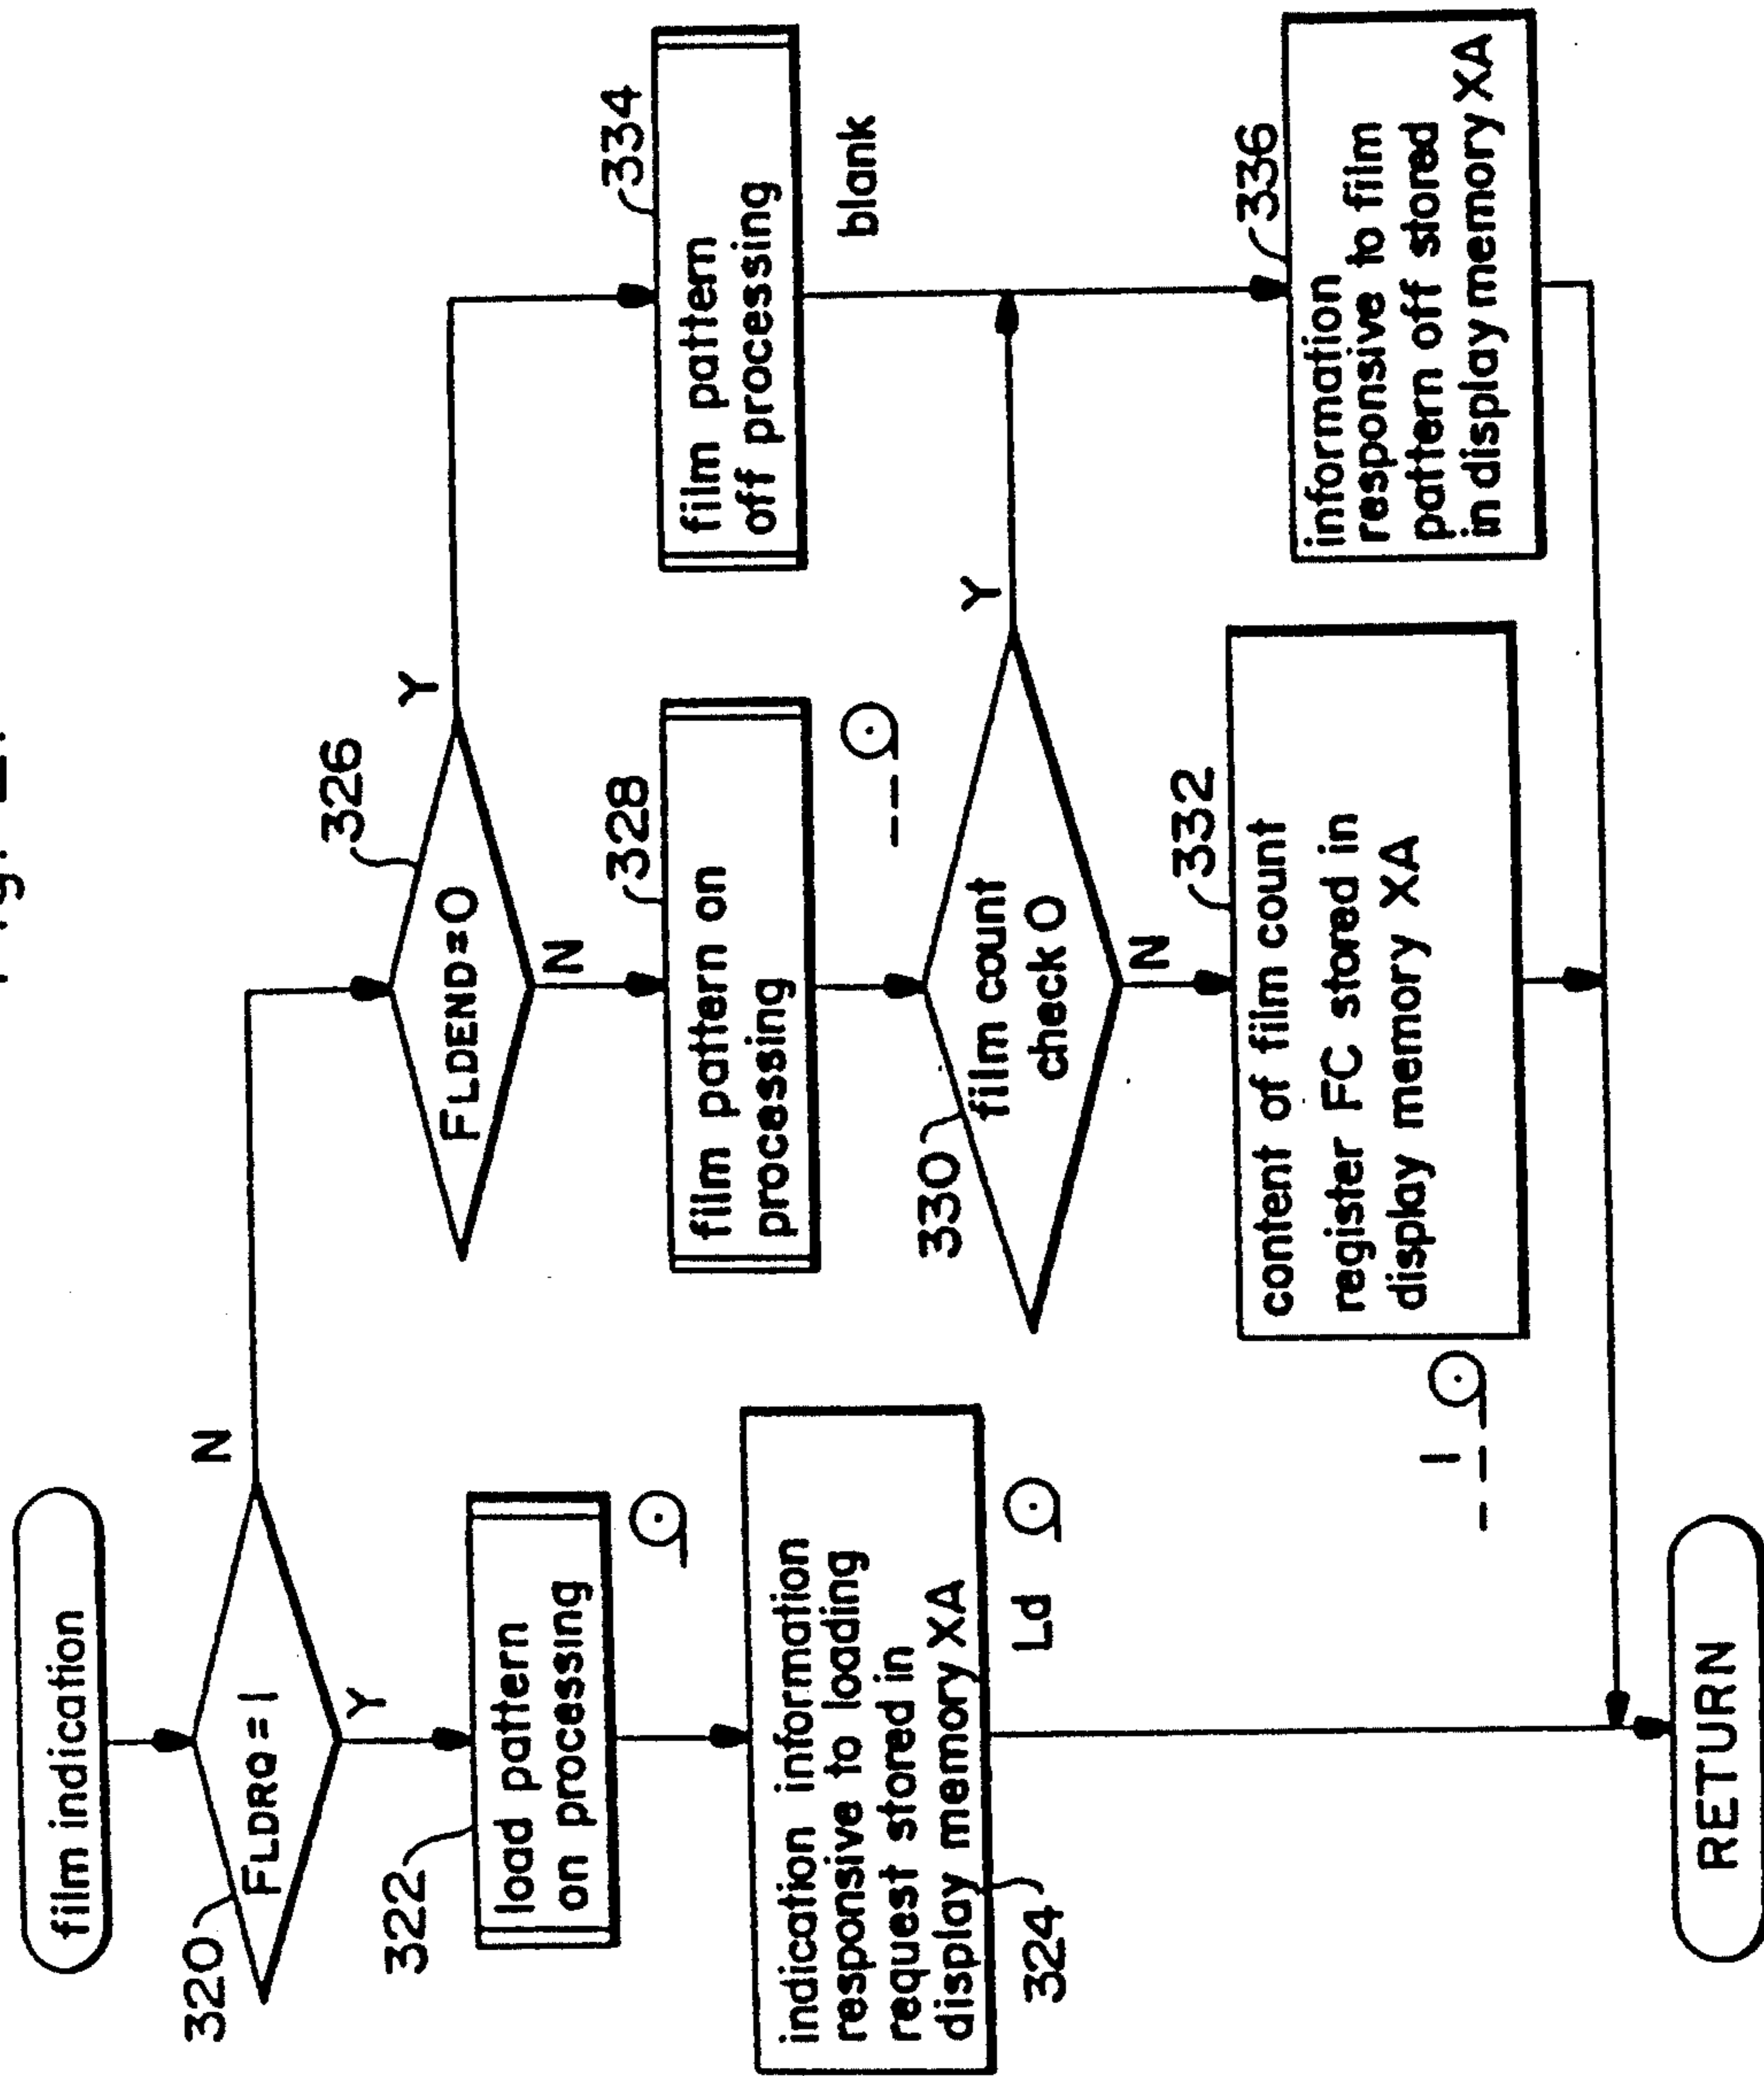 film indication
320
FLDRQ=1
N
Y
322
load pattern
on processing
indication information
responsive to loading
request stored in
display memory XA
324
Ld
326
FLDEND=0
Y
N
328
film pattern on
processing
330
film count
check 0
Y
N
332
content of film count
register FC stored in
display memory XA
1
334
film pattern
off processing
blank
336
information
responsive to film
pattern off stored
in display memory XA
RETURN